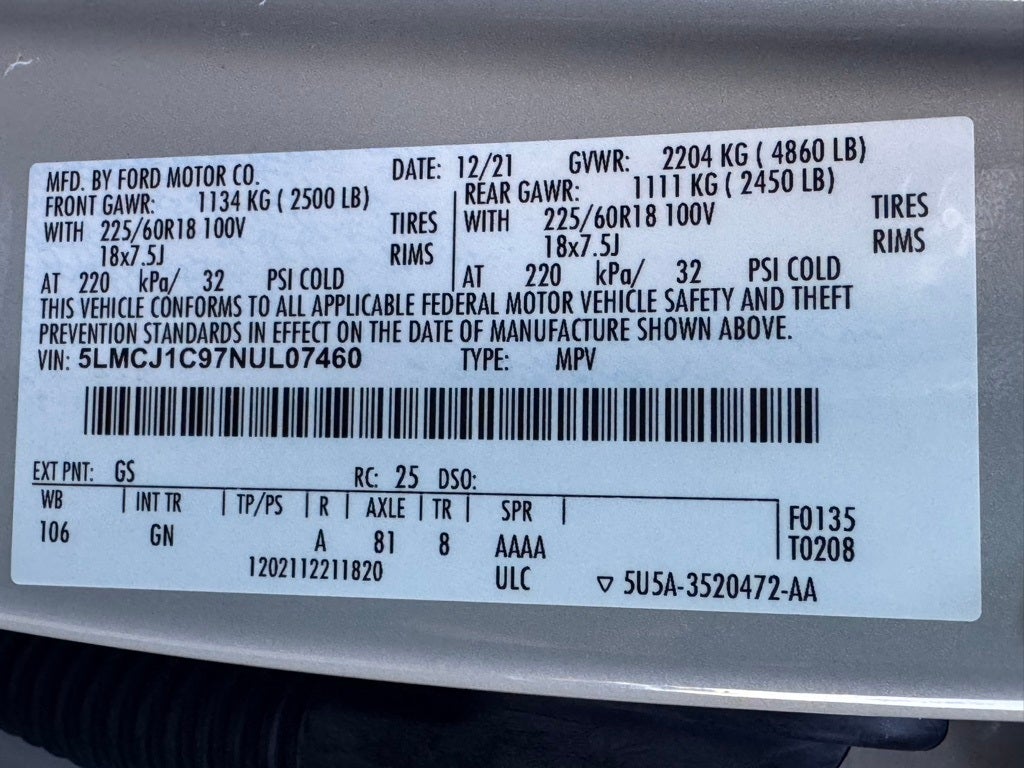 MFD. BY FORD MOTOR CO. DATE: 12/21 GVWR: 2204 KG ( 4860 LB)
FRONT GAWR: 1134 KG ( 2500 LB) REAR GAWR: 1111 KG ( 2450 LB)
WITH 225/60R18 100V TIRES WITH 225/60R18 100V TIRES
18x7.5J RIMS 18x7.5J RIMS
AT 220 kPa/ 32 PSI COLD AT 220 kPa/ 32 PSI COLD
THIS VEHICLE CONFORMS TO ALL APPLICABLE FEDERAL MOTOR VEHICLE SAFETY AND THEFT
PREVENTION STANDARDS IN EFFECT ON THE DATE OF MANUFACTURE SHOWN ABOVE.
VIN: 5LMCJ1C97NUL07460 TYPE: MPV
EXT PNT: GS RC: 25 DSO:
WB INT TR TP/PS R AXLE TR SPR F0135
106 GN A 81 8 AAAA T0208
1202112211820 ULC ▽ 5U5A-3520472-AA